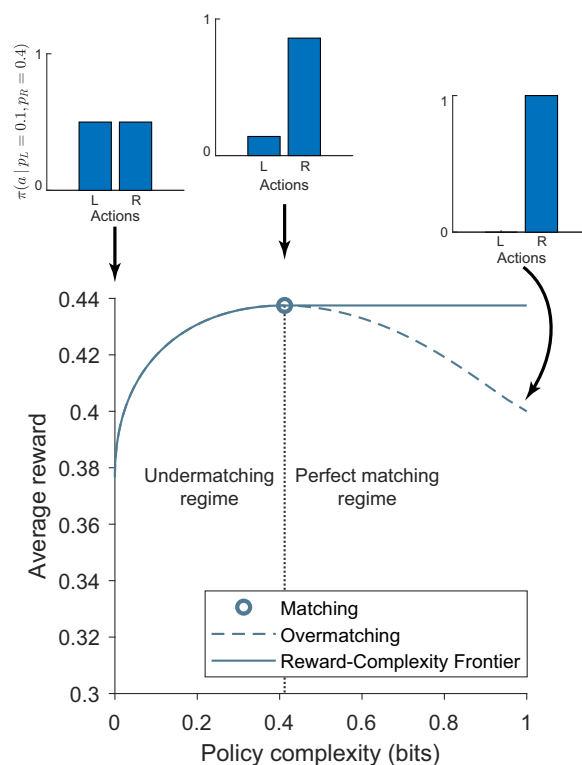 1
0
π(a | p_L = 0.1, p_R = 0.4)
L R
Actions
1
0
L R
Actions
1
0
L R
Actions
0.44
0.42
0.4
0.38
0.36
0.34
0.32
0.3
Average reward
Undermatching
regime
Perfect matching
regime
Matching
Overmatching
Reward-Complexity Frontier
0 0.2 0.4 0.6 0.8 1
Policy complexity (bits)